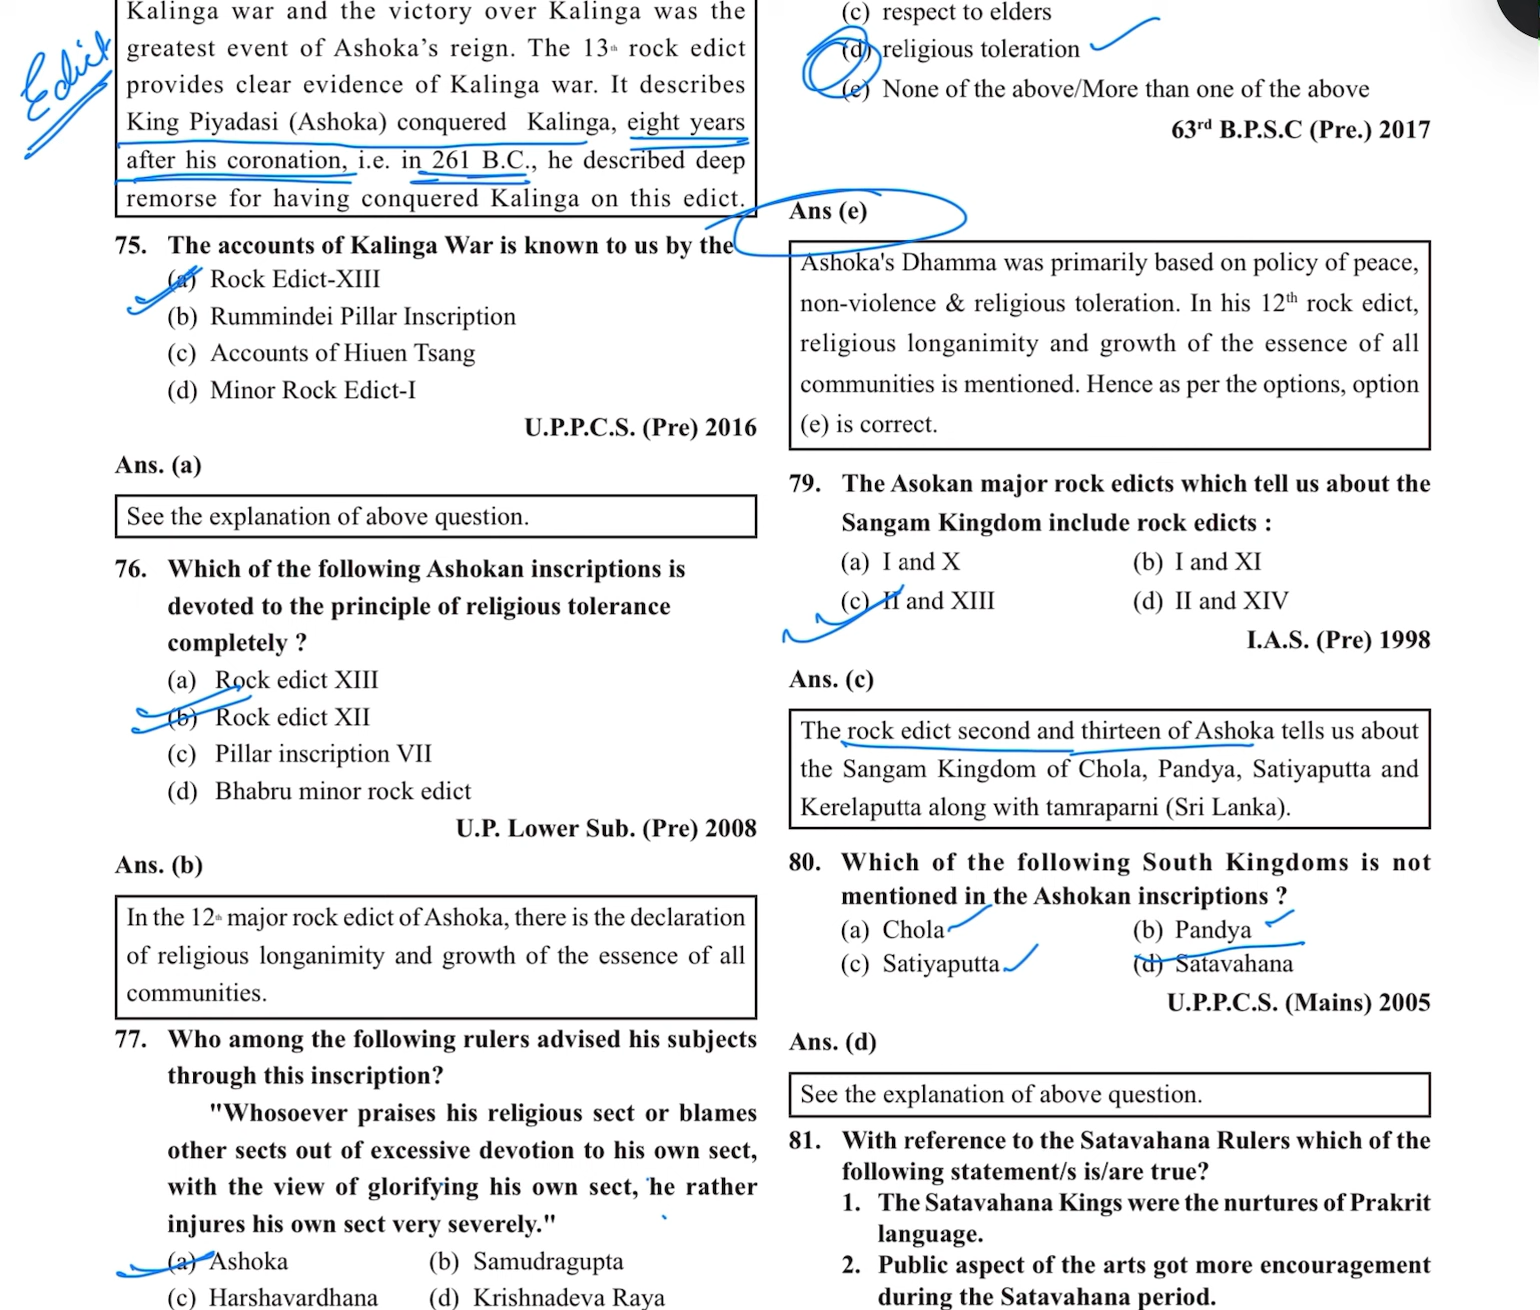 Edict
Kalinga war and the victory over Kalinga was the
greatest event of Ashoka's reign. The 13th rock edict
provides clear evidence of Kalinga war. It describes
King Piyadasi (Ashoka) conquered Kalinga, eight years
after his coronation, i.e. in 261 B.C., he described deep
remorse for having conquered Kalinga on this edict.
75. The accounts of Kalinga War is known to us by the
(a) Rock Edict-XIII
(b) Rummindei Pillar Inscription
(c) Accounts of Hiuen Tsang
(d) Minor Rock Edict-I
U.P.P.C.S. (Pre) 2016
Ans. (a)
See the explanation of above question.
76. Which of the following Ashokan inscriptions is
devoted to the principle of religious tolerance
completely ?
(a) Rock edict XIII
(b) Rock edict XII
(c) Pillar inscription VII
(d) Bhabru minor rock edict
U.P. Lower Sub. (Pre) 2008
Ans. (b)
In the 12th major rock edict of Ashoka, there is the declaration
of religious longanimity and growth of the essence of all
communities.
77. Who among the following rulers advised his subjects
through this inscription?
"Whosoever praises his religious sect or blames
other sects out of excessive devotion to his own sect,
with the view of glorifying his own sect, he rather
injures his own sect very severely."
(a) Ashoka (b) Samudragupta
(c) Harshavardhana (d) Krishnadeva Raya
(c) respect to elders
(d) religious toleration
(e) None of the above/More than one of the above
63rd B.P.S.C (Pre.) 2017
Ans (e)
Ashoka's Dhamma was primarily based on policy of peace,
non-violence & religious toleration. In his 12th rock edict,
religious longanimity and growth of the essence of all
communities is mentioned. Hence as per the options, option
(e) is correct.
79. The Asokan major rock edicts which tell us about the
Sangam Kingdom include rock edicts :
(a) I and X (b) I and XI
(c) II and XIII (d) II and XIV
I.A.S. (Pre) 1998
Ans. (c)
The rock edict second and thirteen of Ashoka tells us about
the Sangam Kingdom of Chola, Pandya, Satiyaputta and
Kerelaputta along with tamraparni (Sri Lanka).
80. Which of the following South Kingdoms is not
mentioned in the Ashokan inscriptions ?
(a) Chola (b) Pandya
(c) Satiyaputta (d) Satavahana
U.P.P.C.S. (Mains) 2005
Ans. (d)
See the explanation of above question.
81. With reference to the Satavahana Rulers which of the
following statement/s is/are true?
1. The Satavahana Kings were the nurtures of Prakrit
language.
2. Public aspect of the arts got more encouragement
during the Satavahana period.